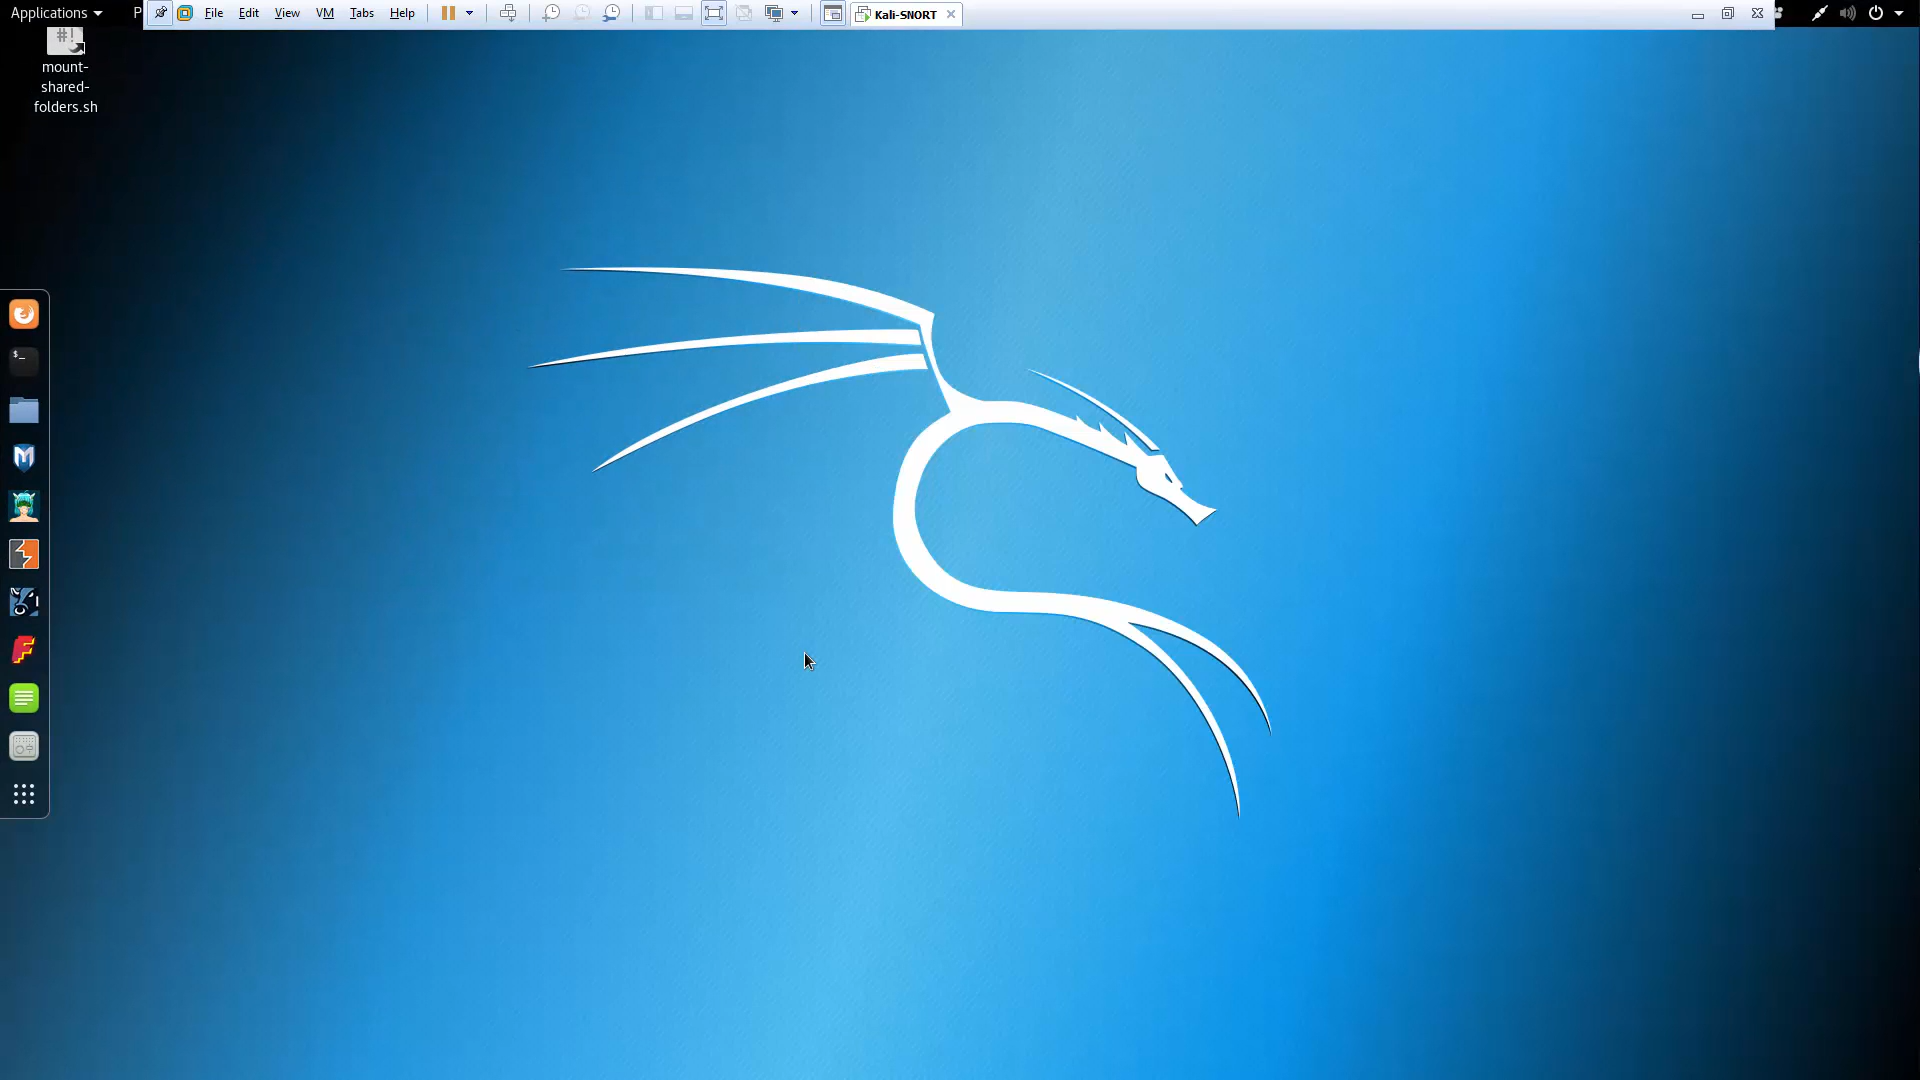 Applications
P
File Edit View VM Tabs Help
Kali-SNORT
#!
mount-
shared-
folders.sh
$_